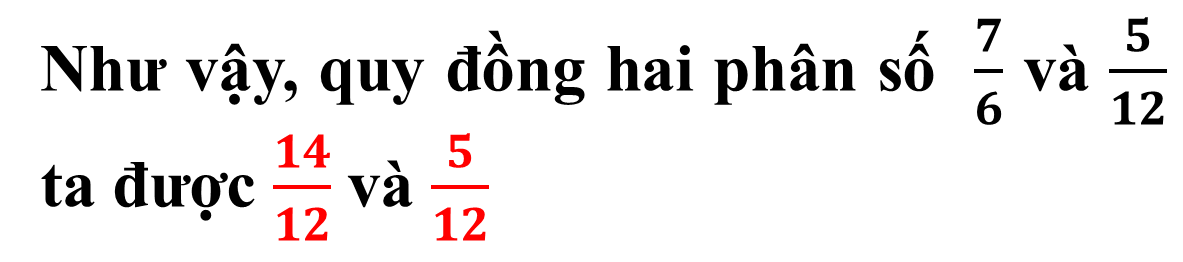 Như vậy, quy đồng hai phân số 7/6 và 5/12
ta được 14/12 và 5/12